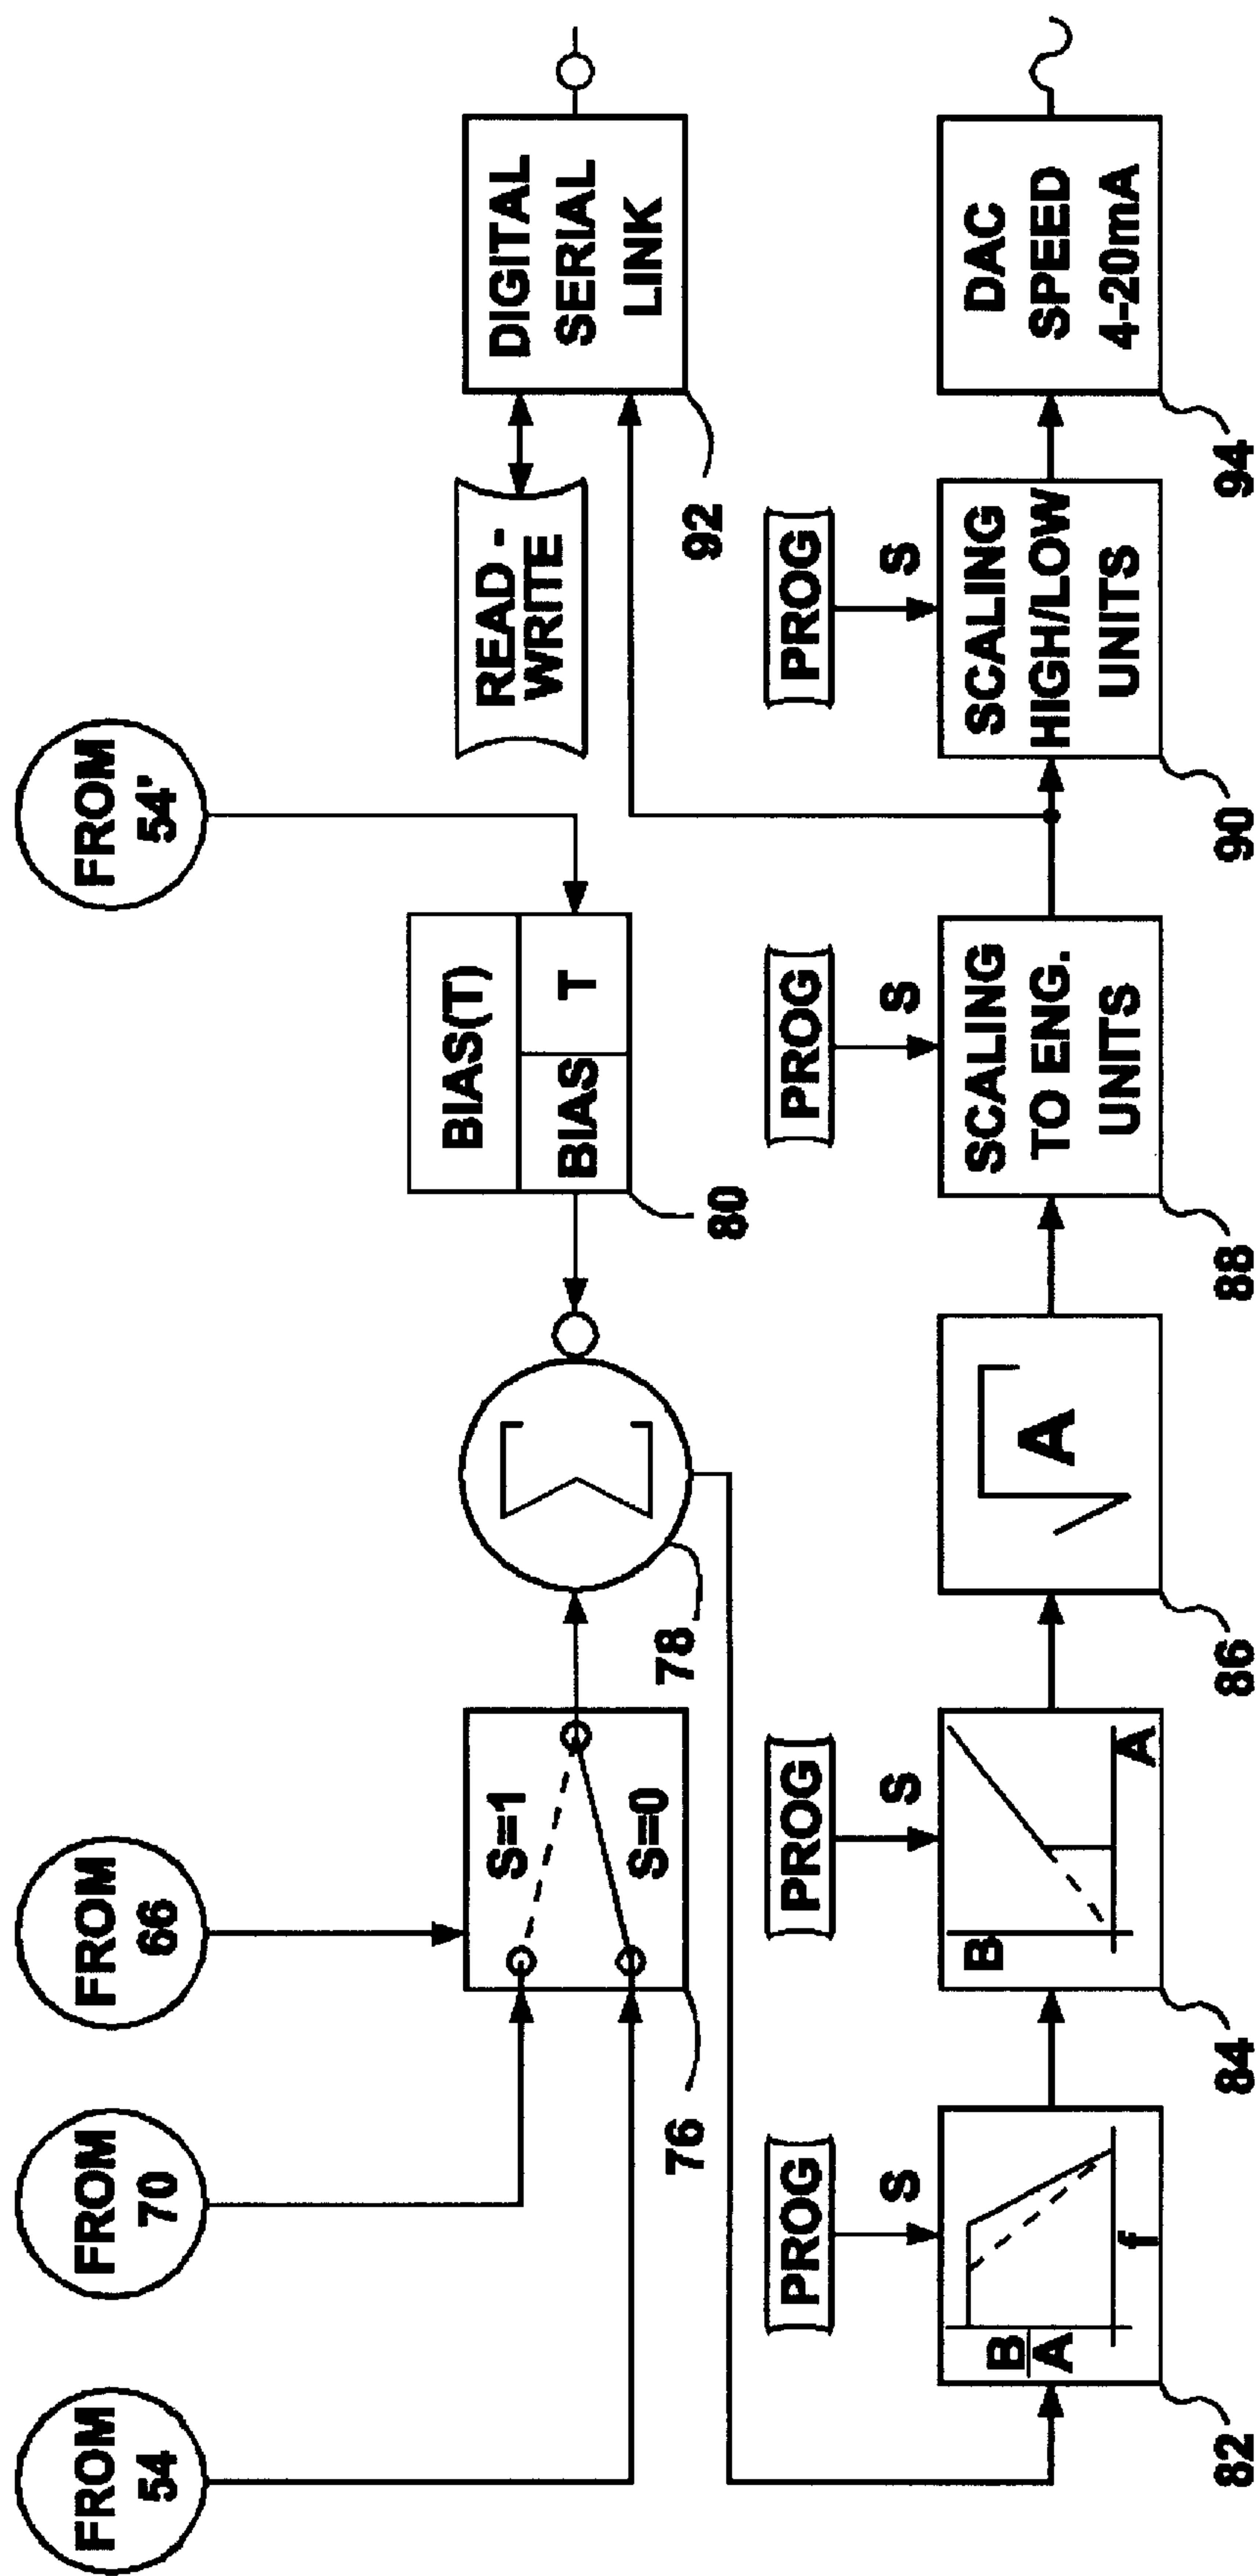 FROM
54
FROM
70
FROM
66
FROM
54'
S=1
S=0
76
78
BIAS(T)
BIAS
T
80
READ -
WRITE
DIGITAL
SERIAL
LINK
92
PROG
S
B
A
f
82
PROG
S
B
A
84
√A
86
PROG
S
SCALING
TO ENG.
UNITS
88
PROG
S
SCALING
HIGH/LOW
UNITS
90
DAC
SPEED
4-20mA
94
Σ